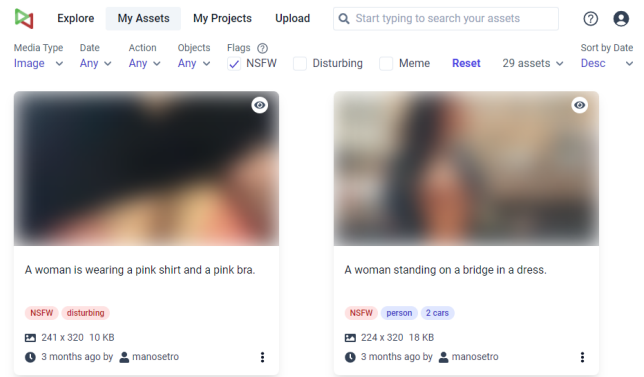 Explore My Assets My Projects Upload Start typing to search your assets
Media Type Date Action Objects Flags Sort by Date
Image Any Any Any NSFW Disturbing Meme Reset 29 assets Desc
A woman is wearing a pink shirt and a pink bra.
NSFW disturbing
241 x 320 10 KB
3 months ago by manosetro
A woman standing on a bridge in a dress.
NSFW person 2 cars
224 x 320 18 KB
3 months ago by manosetro